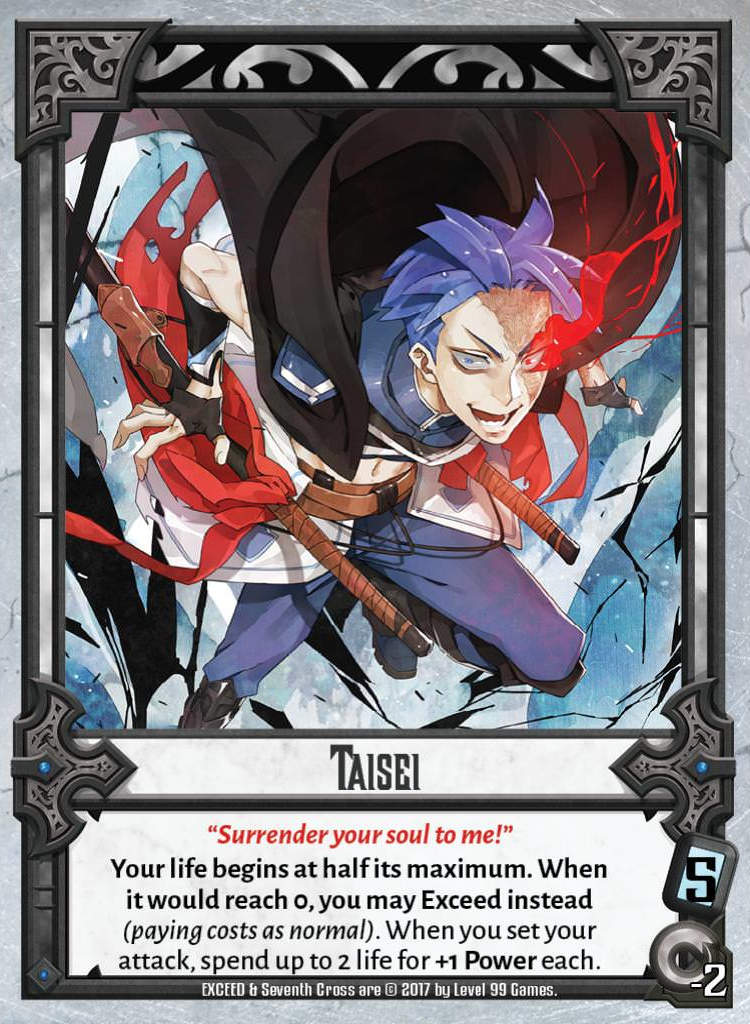 TAISEI
“Surrender your soul to me!”
Your life begins at half its maximum. When
it would reach 0, you may Exceed instead
(paying costs as normal). When you set your
attack, spend up to 2 life for +1 Power each.
5
-2
EXCEED & Seventh Cross are © 2017 by Level 99 Games.